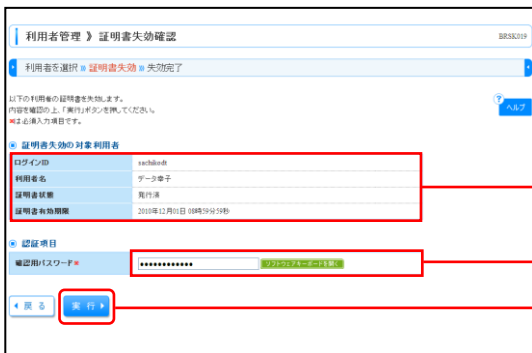 利用者管理 》 証明書失効確認
BRSK019
利用者を選択 » 証明書失効 » 失効完了
以下の利用者の証明書を失効します。
内容を確認の上、「実行」ボタンを押してください。
※は必須入力項目です。
? ヘルプ
証明書失効の対象利用者
ログインID sachikodt
利用者名 データ幸子
証明書状態 発行済
証明書有効期限 2010年12月01日 08時59分59秒
認証項目
確認用パスワード※ ●●●●●●●●●●●● ソフトウェアキーボードを開く
戻る 実行